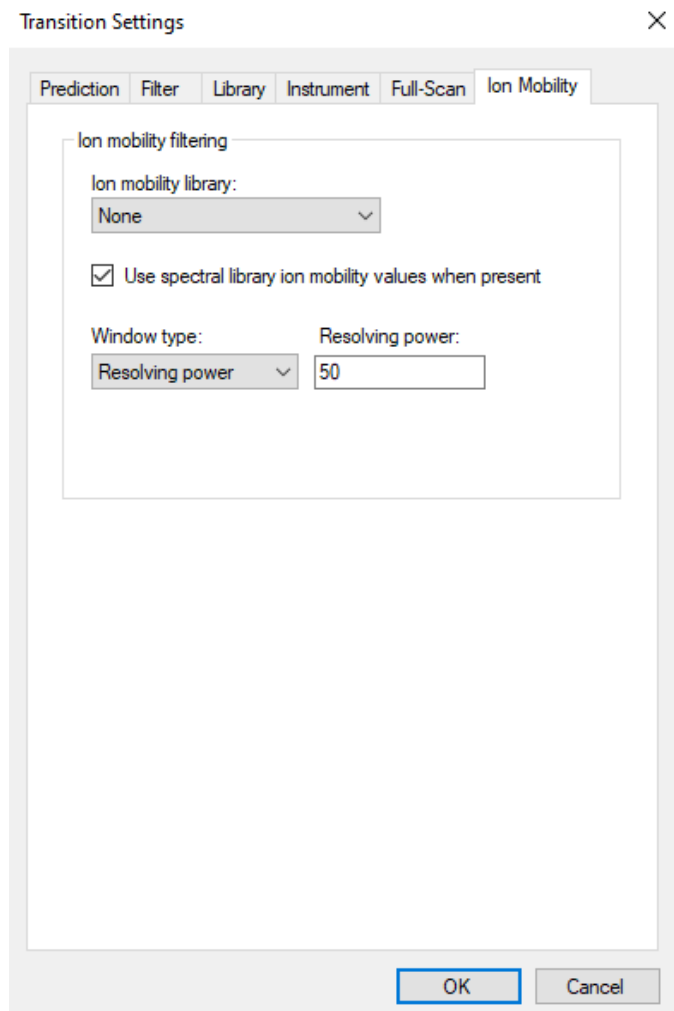 Transition Settings
Prediction Filter Library Instrument Full-Scan Ion Mobility
Ion mobility filtering
Ion mobility library:
None
Use spectral library ion mobility values when present
Window type: Resolving power:
Resolving power 50
OK Cancel